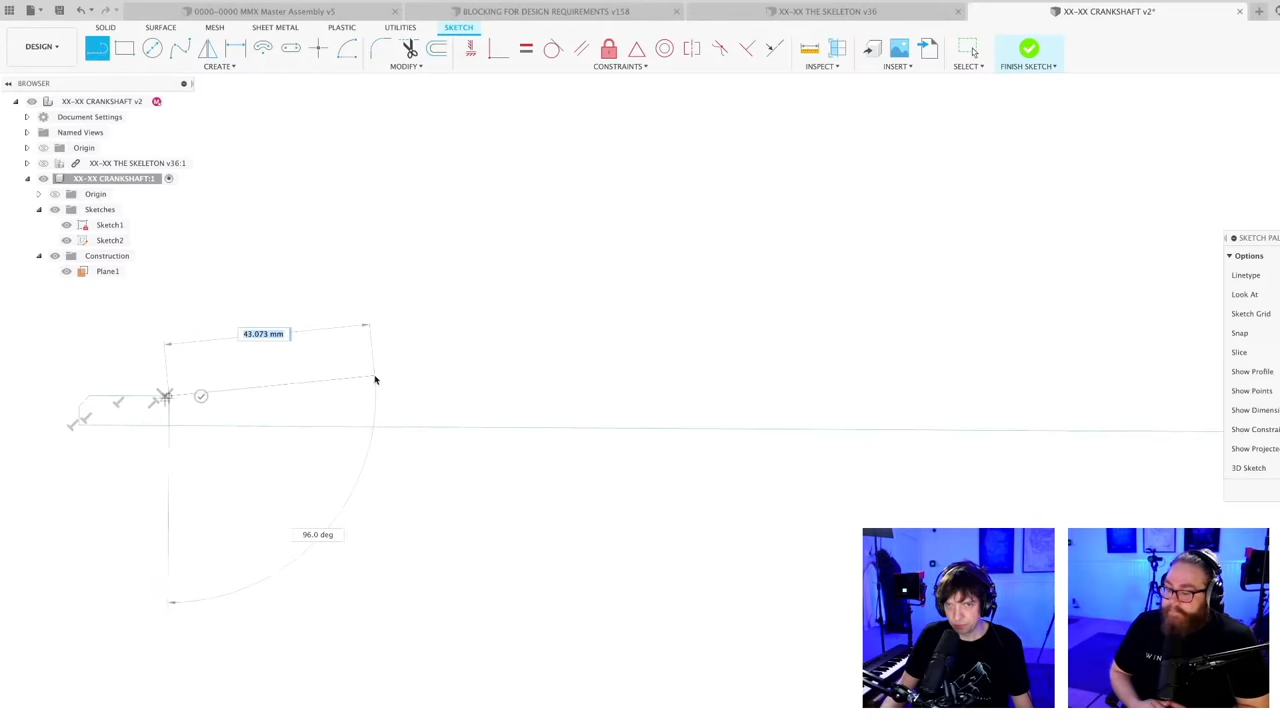 0000–0000 MMX Master Assembly v5
BLOCKING FOR DESIGN REQUIREMENTS v158
XX-XX THE SKELETON v36
XX-XX CRANKSHAFT v2*
SOLID
SURFACE
MESH
SHEET METAL
PLASTIC
UTILITIES
SKETCH
DESIGN
CREATE
MODIFY
CONSTRAINTS
INSPECT
INSERT
SELECT
FINISH SKETCH
BROWSER
XX-XX CRANKSHAFT v2
Document Settings
Named Views
Origin
XX-XX THE SKELETON v36:1
XX-XX CRANKSHAFT:1
Origin
Sketches
Sketch1
Sketch2
Construction
Plane1
43.073 mm
96.0 deg
SKETCH PAL
Options
Linetype
Look At
Sketch Grid
Snap
Slice
Show Profile
Show Points
Show Dimens
Show Constrai
Show Projecte
3D Sketch
WIN